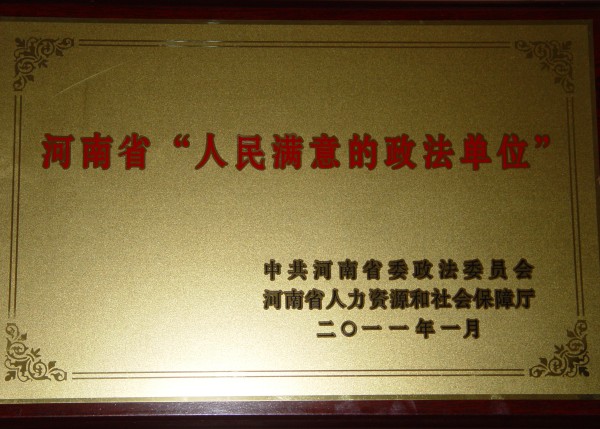 河南省“人民满意的政法单位”
中共河南省委政法委员会
河南省人力资源和社会保障厅
二〇一一年一月